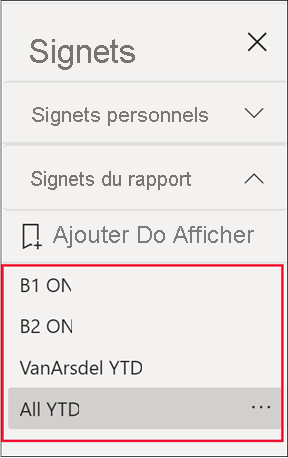 Signets
Signets personnels
Signets du rapport
Ajouter Do Afficher
B1 ON
B2 ON
VanArsdel YTD
All YTD